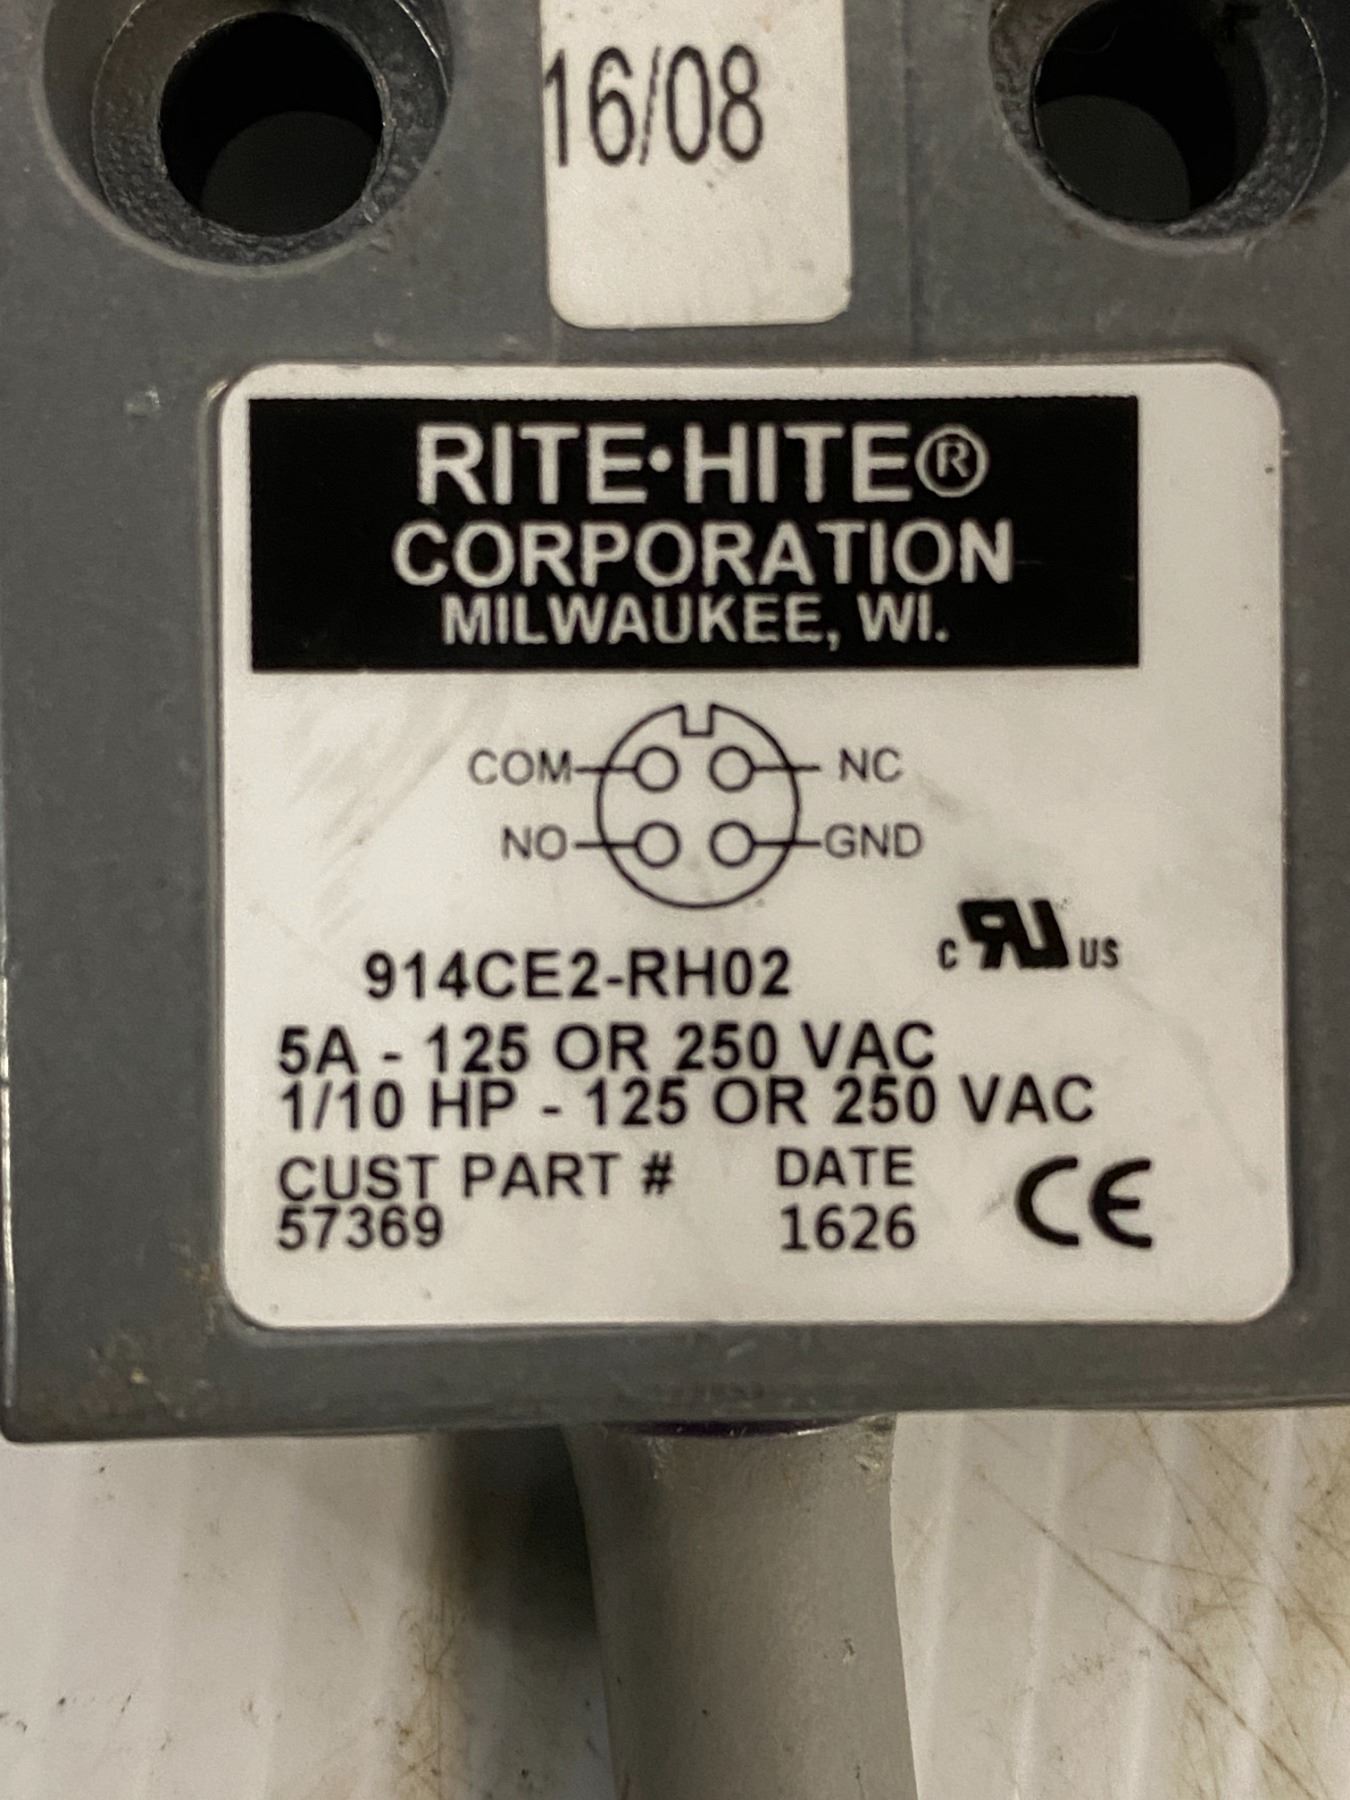 16/08
RITE•HITE®
CORPORATION
MILWAUKEE, WI.
COM NC
NO GND
914CE2-RH02
c RU US
5A - 125 OR 250 VAC
1/10 HP - 125 OR 250 VAC
CUST PART # DATE
57369 1626
CE